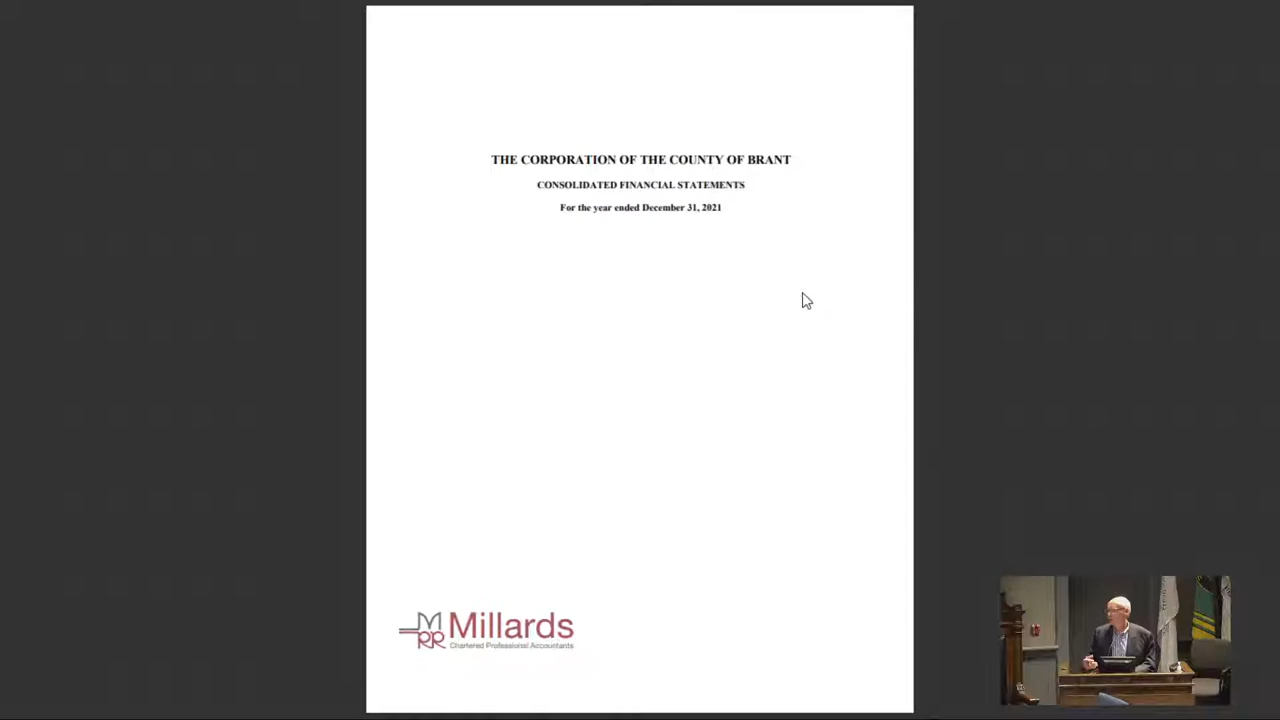 THE CORPORATION OF THE COUNTY OF BRANT
CONSOLIDATED FINANCIAL STATEMENTS
For the year ended December 31, 2021
Millards
Chartered Professional Accountants